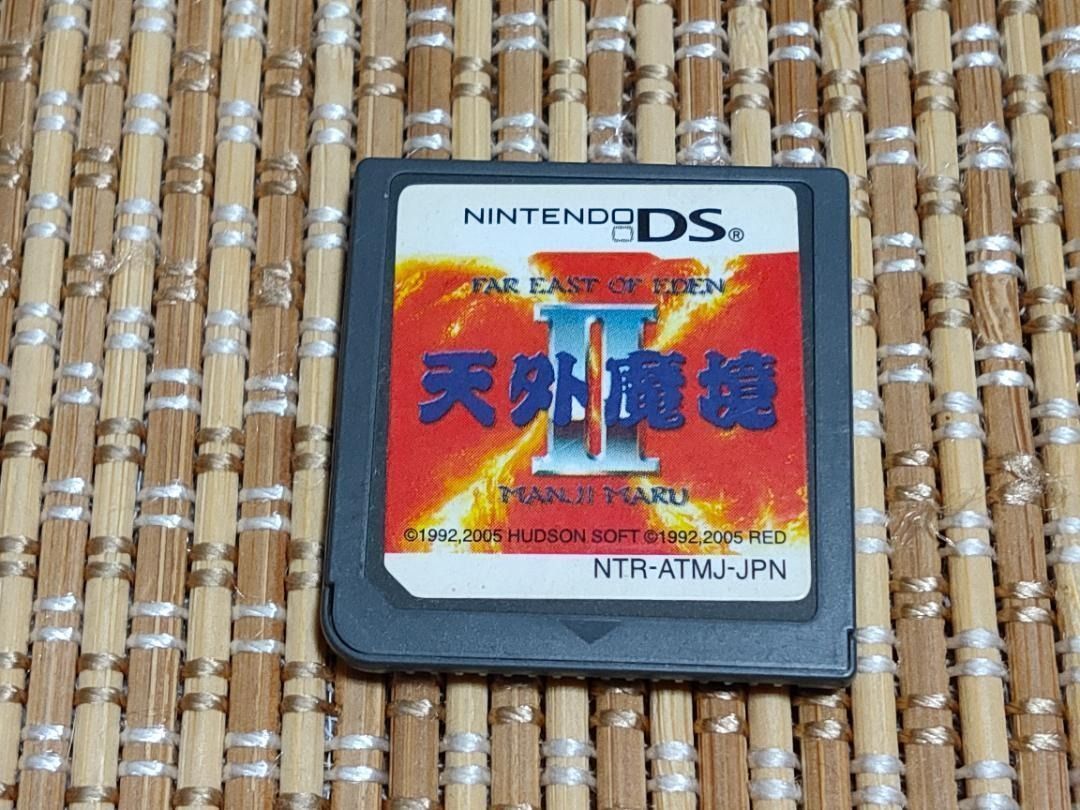 NINTENDO DS®
FAR EAST OF EDEN
II
天外魔境
MANJI MARU
©1992,2005 HUDSON SOFT ©1992,2005 RED
NTR-ATMJ-JPN